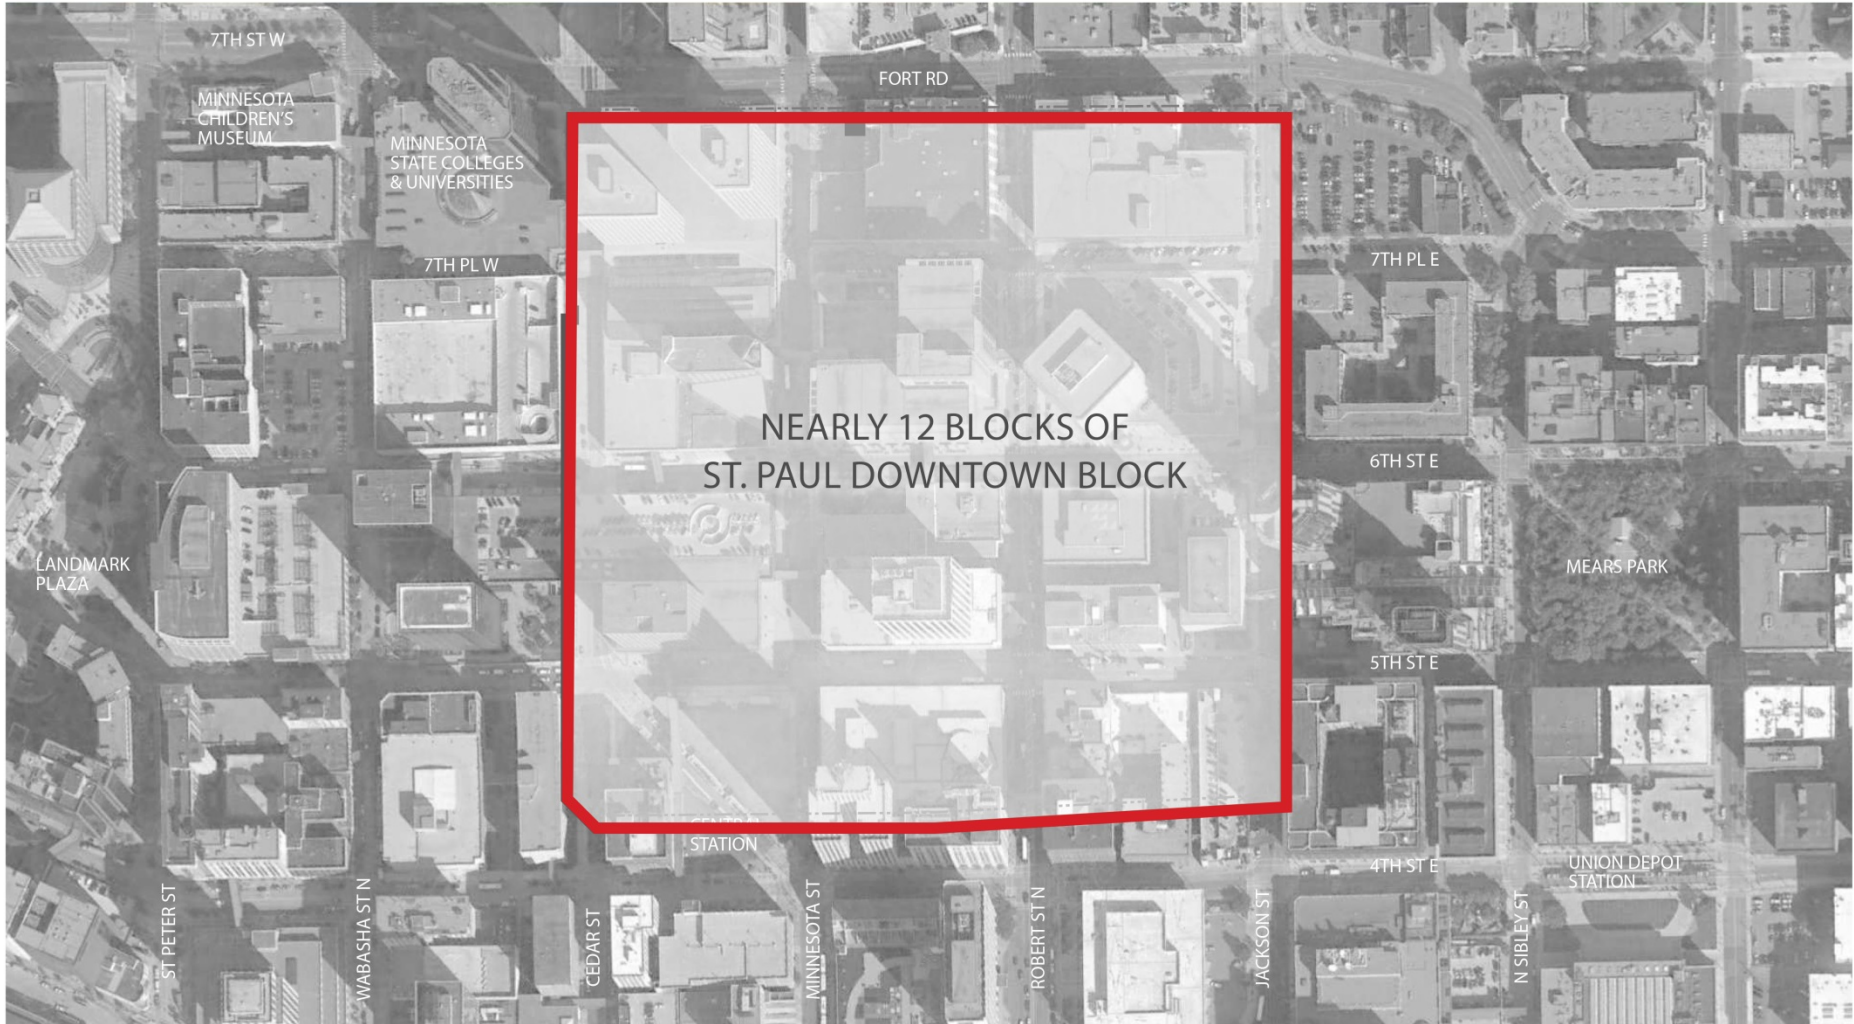 7TH ST W
FORT RD
MINNESOTA
CHILDREN'S
MUSEUM
MINNESOTA
STATE COLLEGES
& UNIVERSITIES
7TH PL W
7TH PL E
NEARLY 12 BLOCKS OF
ST. PAUL DOWNTOWN BLOCK
6TH ST E
LANDMARK
PLAZA
MEARS PARK
5TH ST E
CENTRAL
STATION
4TH ST E
UNION DEPOT
STATION
ST PETER ST
WABASHA ST N
CEDAR ST
MINNESOTA ST
ROBERT ST N
JACKSON ST
N SIBLEY ST